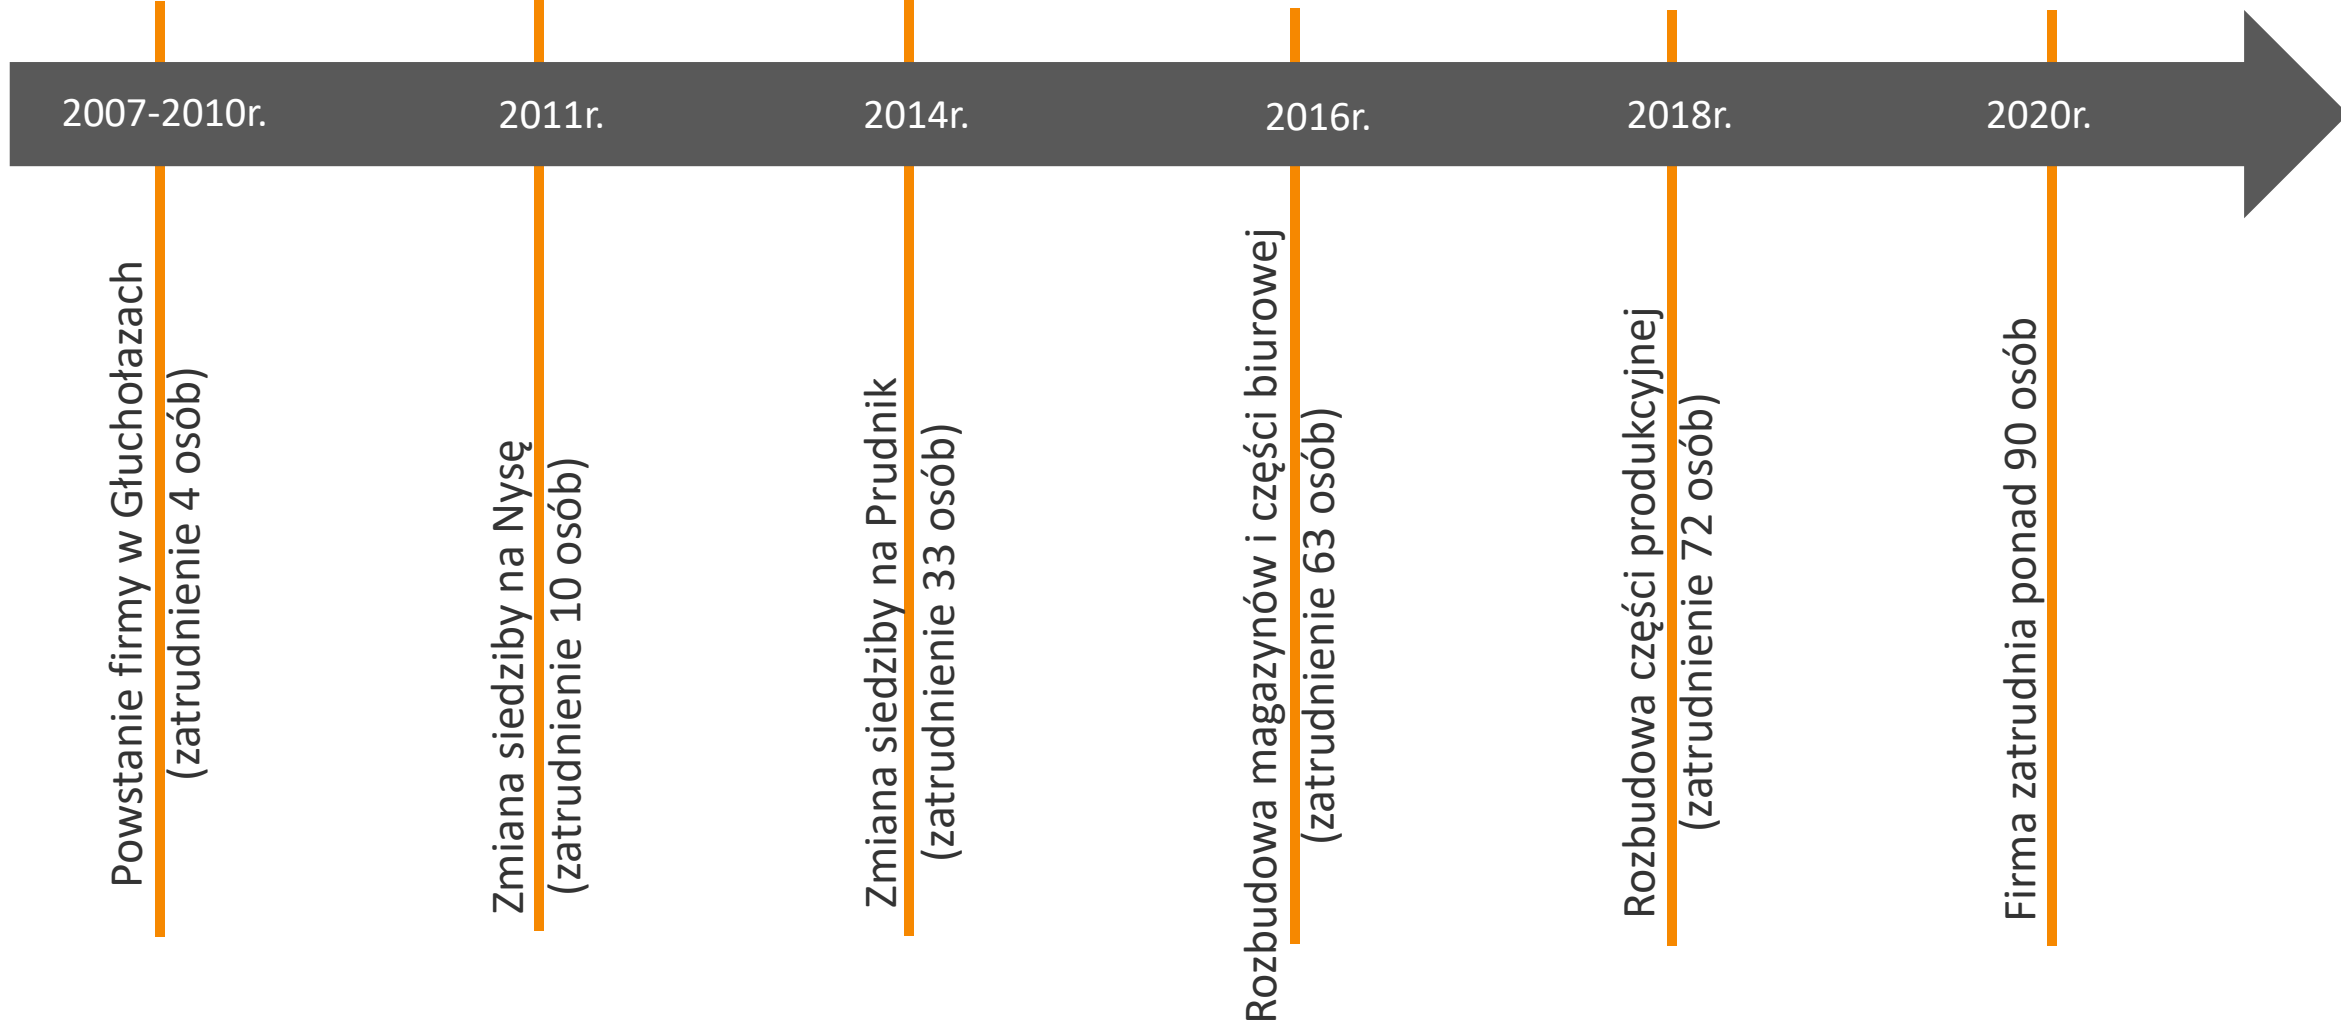 2007-2010r.
2011r.
2014r.
2016r.
2018r.
2020r.
Powstanie firmy w Głuchołazach
(zatrudnienie 4 osób)
Zmiana siedziby na Nysę
(zatrudnienie 10 osób)
Zmiana siedziby na Prudnik
(zatrudnienie 33 osób)
Rozbudowa magazynów i części biurowej
(zatrudnienie 63 osób)
Rozbudowa części produkcyjnej
(zatrudnienie 72 osób)
Firma zatrudnia ponad 90 osób